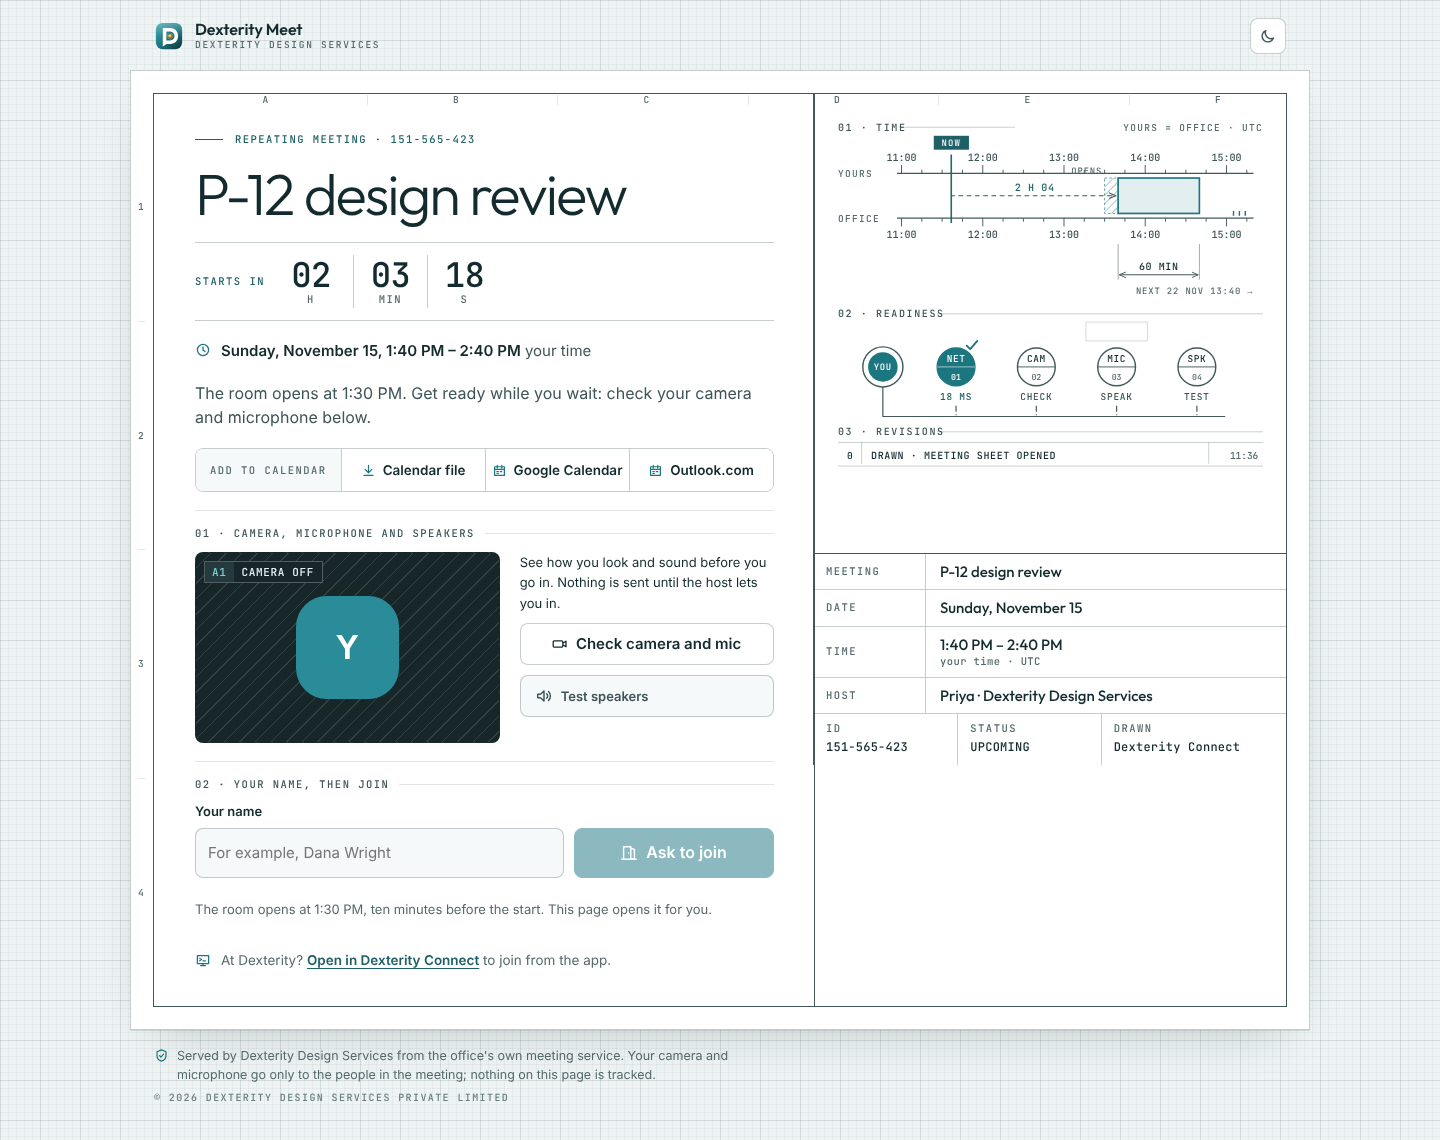 Dexterity Meet
DEXTERITY DESIGN SERVICES
A B C D E F
1
2
3
4
REPEATING MEETING · 151-565-423
P-12 design review
STARTS IN 02 H 03 MIN 18 S
Sunday, November 15, 1:40 PM – 2:40 PM your time
The room opens at 1:30 PM. Get ready while you wait: check your camera
and microphone below.
ADD TO CALENDAR Calendar file Google Calendar Outlook.com
01 · CAMERA, MICROPHONE AND SPEAKERS
A1 CAMERA OFF
Y
See how you look and sound before you
go in. Nothing is sent until the host lets
you in.
Check camera and mic
Test speakers
02 · YOUR NAME, THEN JOIN
Your name
For example, Dana Wright
Ask to join
The room opens at 1:30 PM, ten minutes before the start. This page opens it for you.
At Dexterity? Open in Dexterity Connect to join from the app.
01 · TIME YOURS = OFFICE · UTC
NOW
11:00 12:00 13:00 14:00 15:00
OPENS
YOURS
2 H 04
OFFICE
11:00 12:00 13:00 14:00 15:00
60 MIN
NEXT 22 NOV 13:40 →
02 · READINESS
YOU NET 01 CAM 02 MIC 03 SPK 04
18 MS CHECK SPEAK TEST
03 · REVISIONS
0 DRAWN · MEETING SHEET OPENED 11:36
MEETING P-12 design review
DATE Sunday, November 15
TIME 1:40 PM – 2:40 PM
your time · UTC
HOST Priya · Dexterity Design Services
ID STATUS DRAWN
151-565-423 UPCOMING Dexterity Connect
Served by Dexterity Design Services from the office's own meeting service. Your camera and
microphone go only to the people in the meeting; nothing on this page is tracked.
© 2026 DEXTERITY DESIGN SERVICES PRIVATE LIMITED